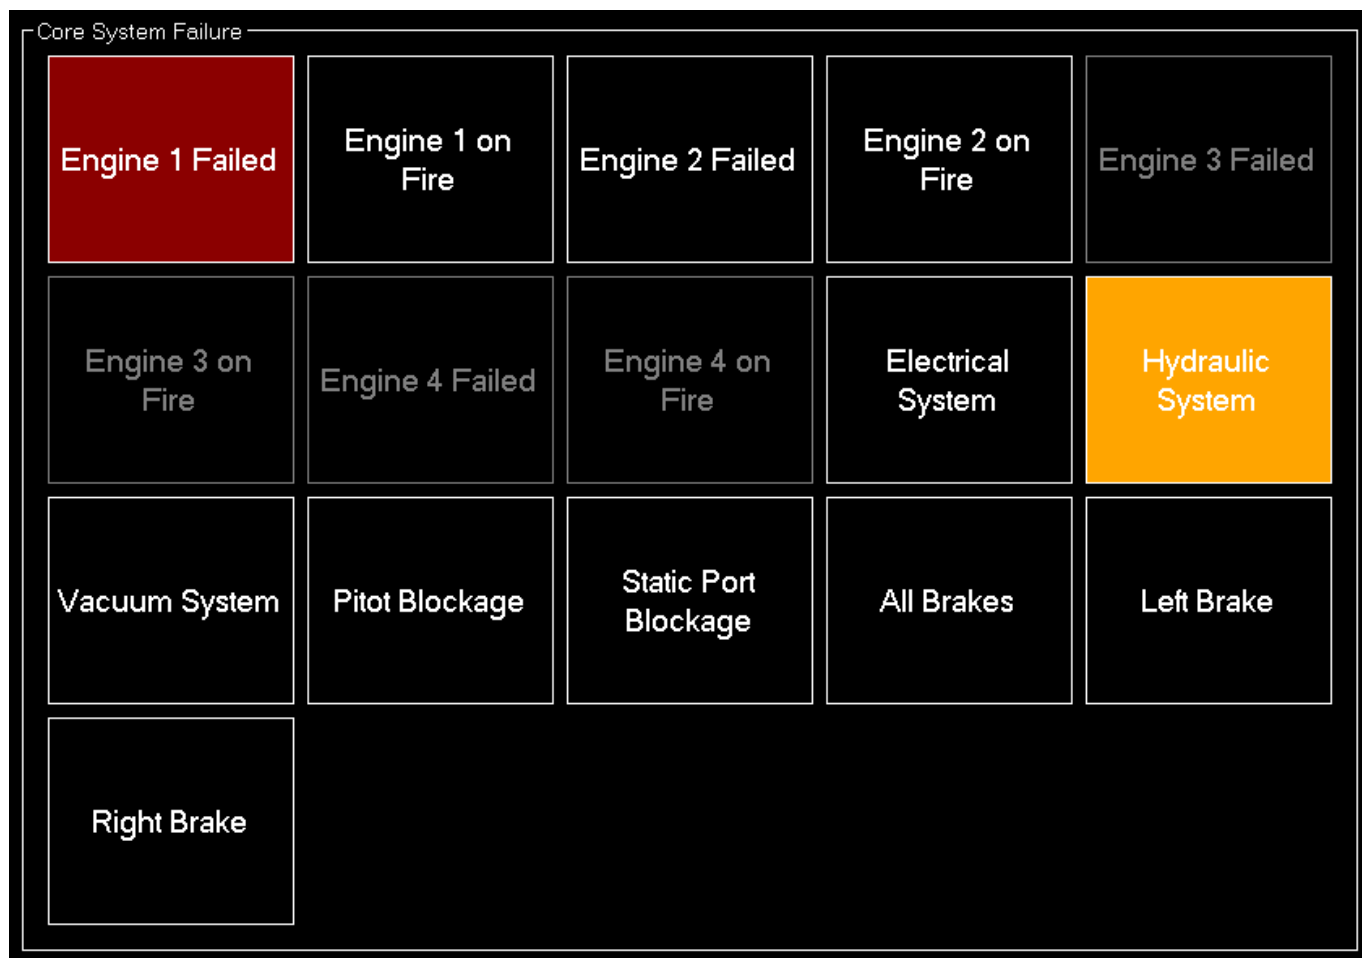 Core System Failure
Engine 1 Failed
Engine 1 on
Fire
Engine 2 Failed
Engine 2 on
Fire
Engine 3 Failed
Engine 3 on
Fire
Engine 4 Failed
Engine 4 on
Fire
Electrical
System
Hydraulic
System
Vacuum System
Pitot Blockage
Static Port
Blockage
All Brakes
Left Brake
Right Brake